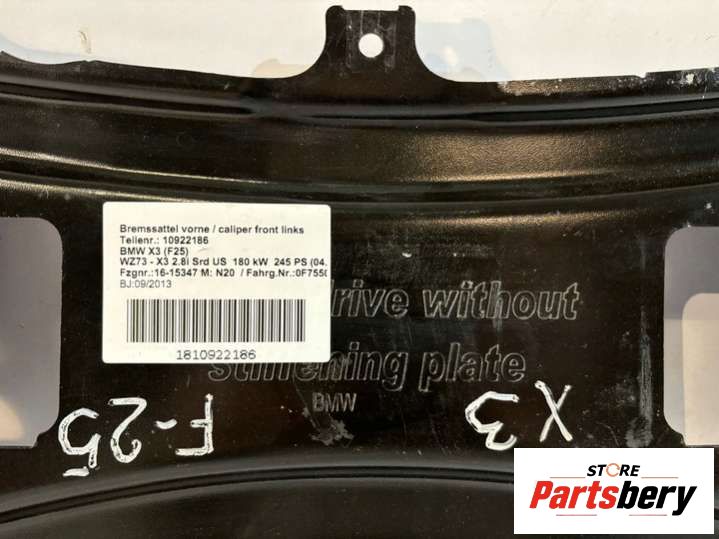 Bremssattel vorne / caliper front links
Teilenr.: 10922186
BMW X3 (F25)
WZ73 - X3 2.8i Srd US 180 kW 245 PS (04.
Fzgnr.:16-15347 M: N20 / Fahrg.Nr.:0F755
BJ:09/2013
1810922186
drive without
Stiffening plate
BMW
F-25
X3
STORE
Partsbery